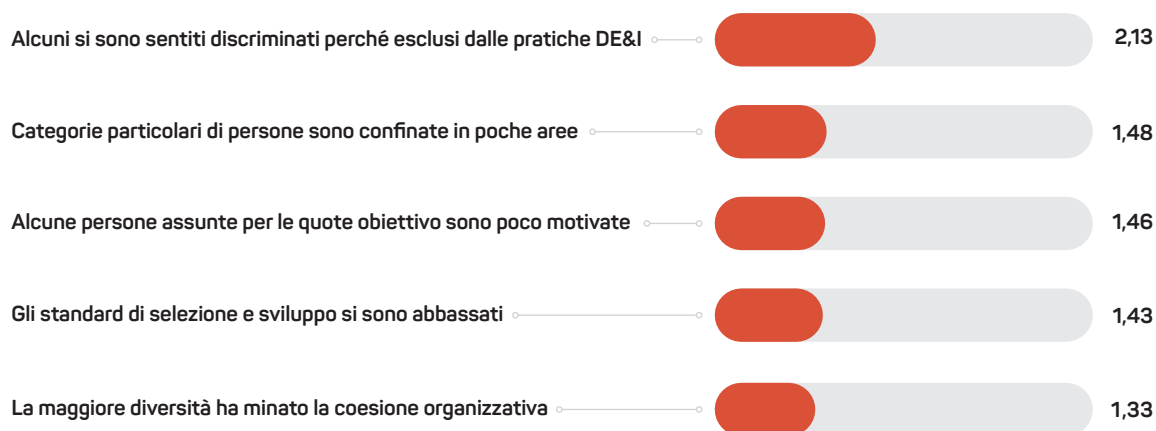 Alcuni si sono sentiti discriminati perché esclusi dalle pratiche DE&I 2,13
Categorie particolari di persone sono confinate in poche aree 1,48
Alcune persone assunte per le quote obiettivo sono poco motivate 1,46
Gli standard di selezione e sviluppo si sono abbassati 1,43
La maggiore diversità ha minato la coesione organizzativa 1,33